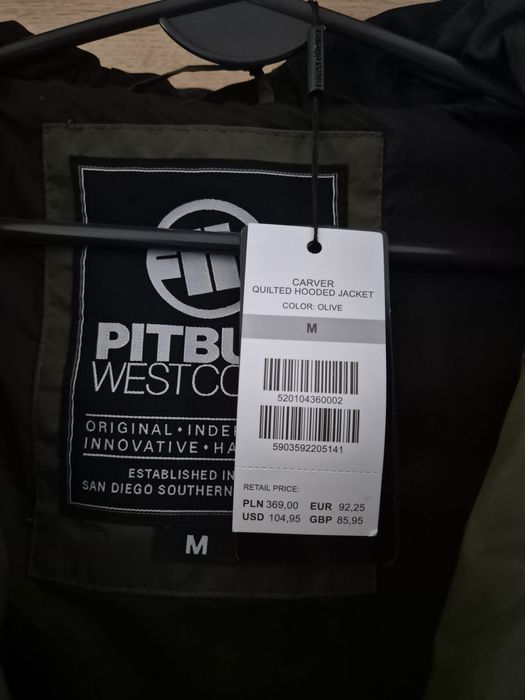 PITBU
WESTCO
ORIGINAL • INDE
INNOVATIVE • HA
ESTABLISHED IN
SAN DIEGO SOUTHERN
M
CARVER
QUILTED HOODED JACKET
COLOR: OLIVE
M
520104360002
5903592205141
RETAIL PRICE:
PLN 369,00 EUR 92,25
USD 104,95 GBP 85,95